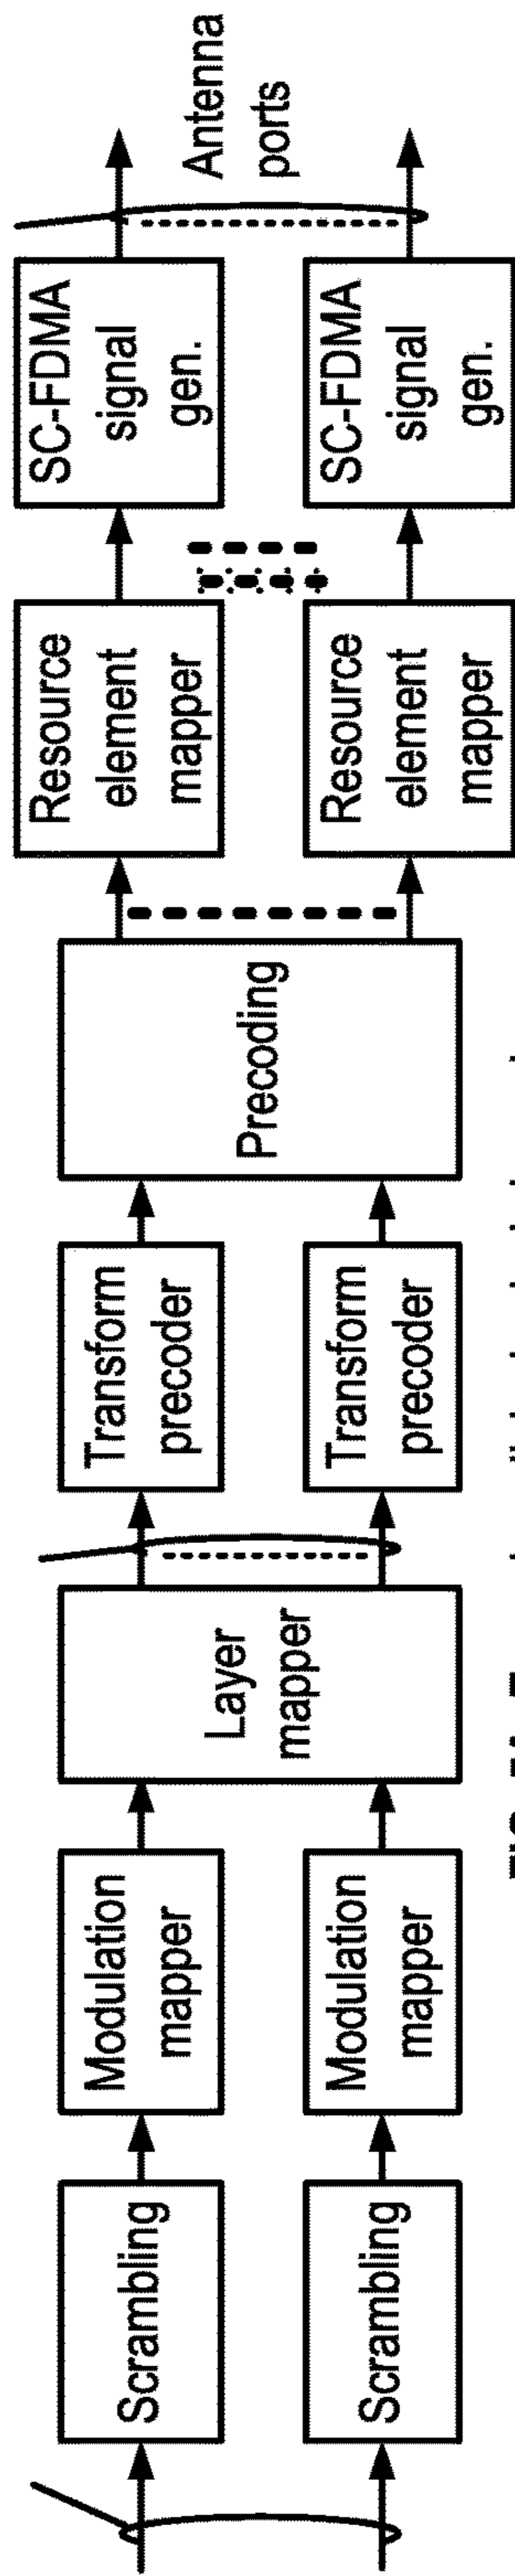 Scrambling
Scrambling
Modulation
mapper
Modulation
mapper
Layer
mapper
Transform
precoder
Transform
precoder
Precoding
Resource
element
mapper
Resource
element
mapper
SC-FDMA
signal
gen.
SC-FDMA
signal
gen.
Antenna
ports